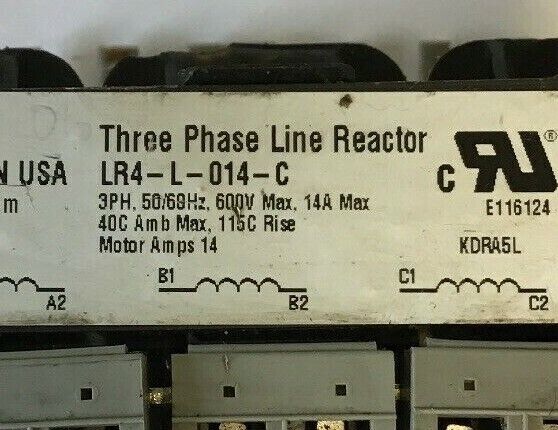 Three Phase Line Reactor
N USA LR4-L-014-C
m 3PH, 50/60Hz, 600V Max, 14A Max
40C Amb Max, 115C Rise
Motor Amps 14
C RU ®
E116124
KDRA5L
A2 B1 B2 C1 C2